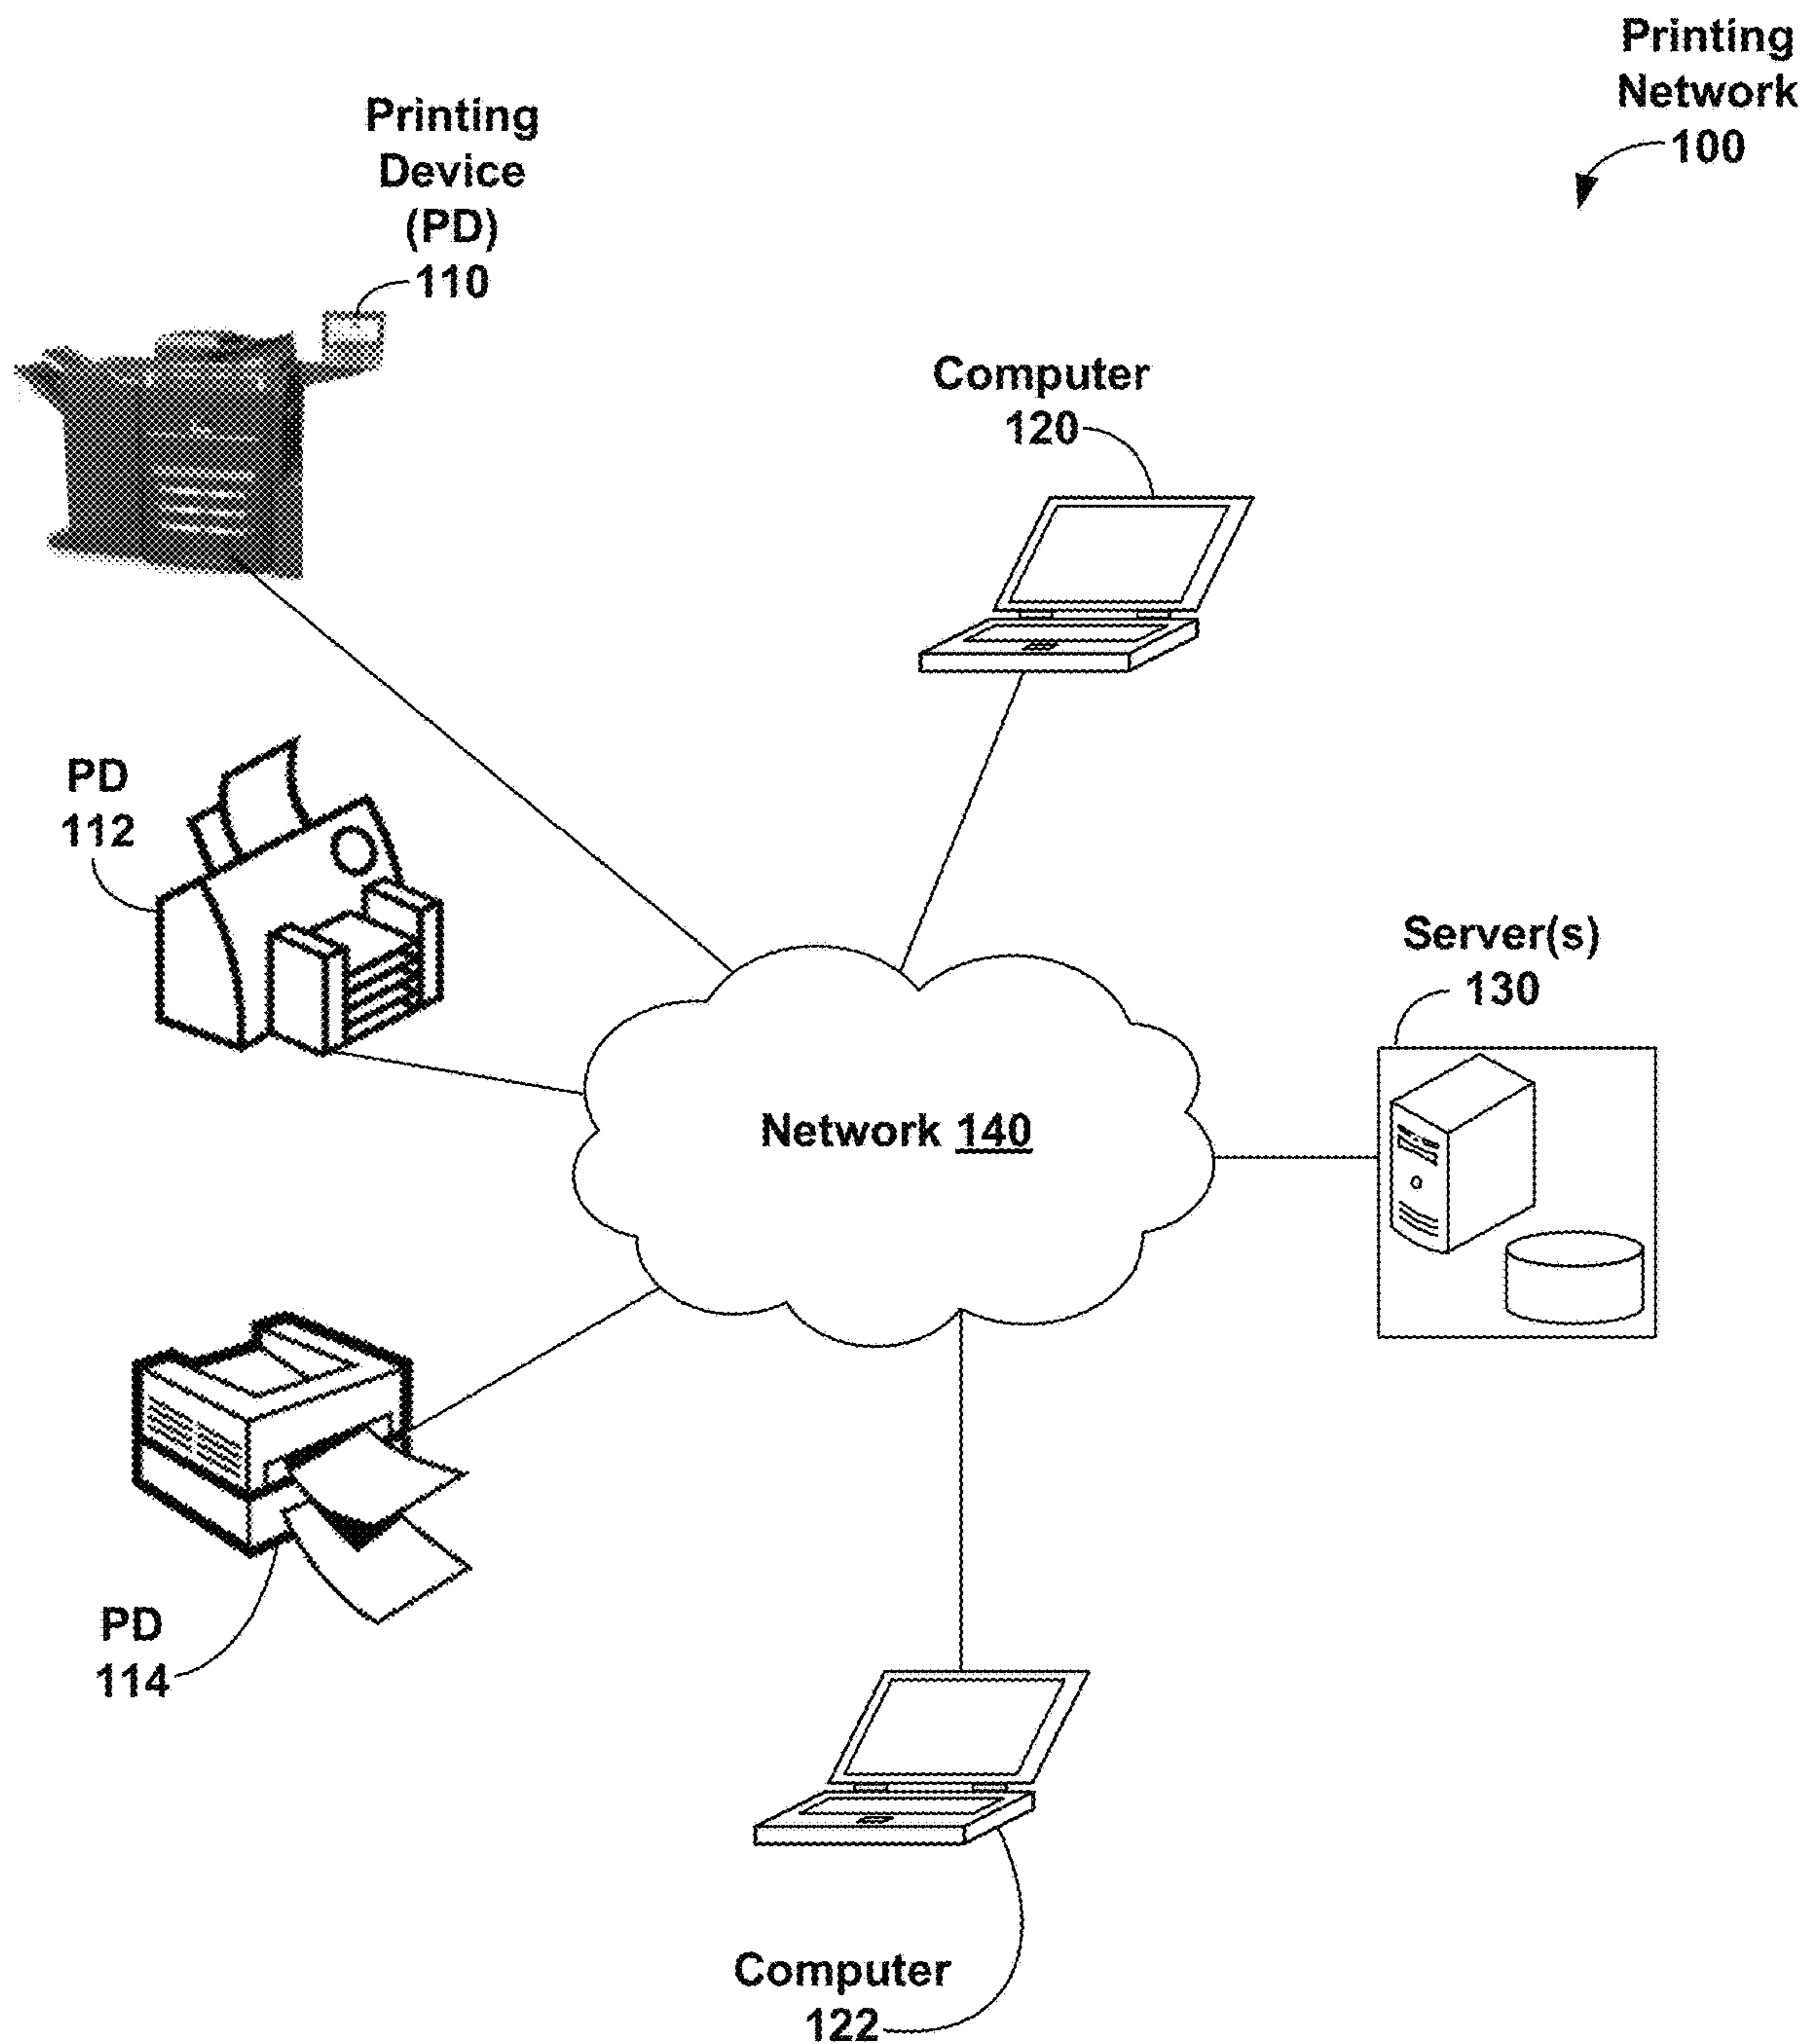 Printing
Network
100
Printing
Device
(PD)
110
Computer
120
PD
112
Server(s)
130
Network 140
PD
114
Computer
122